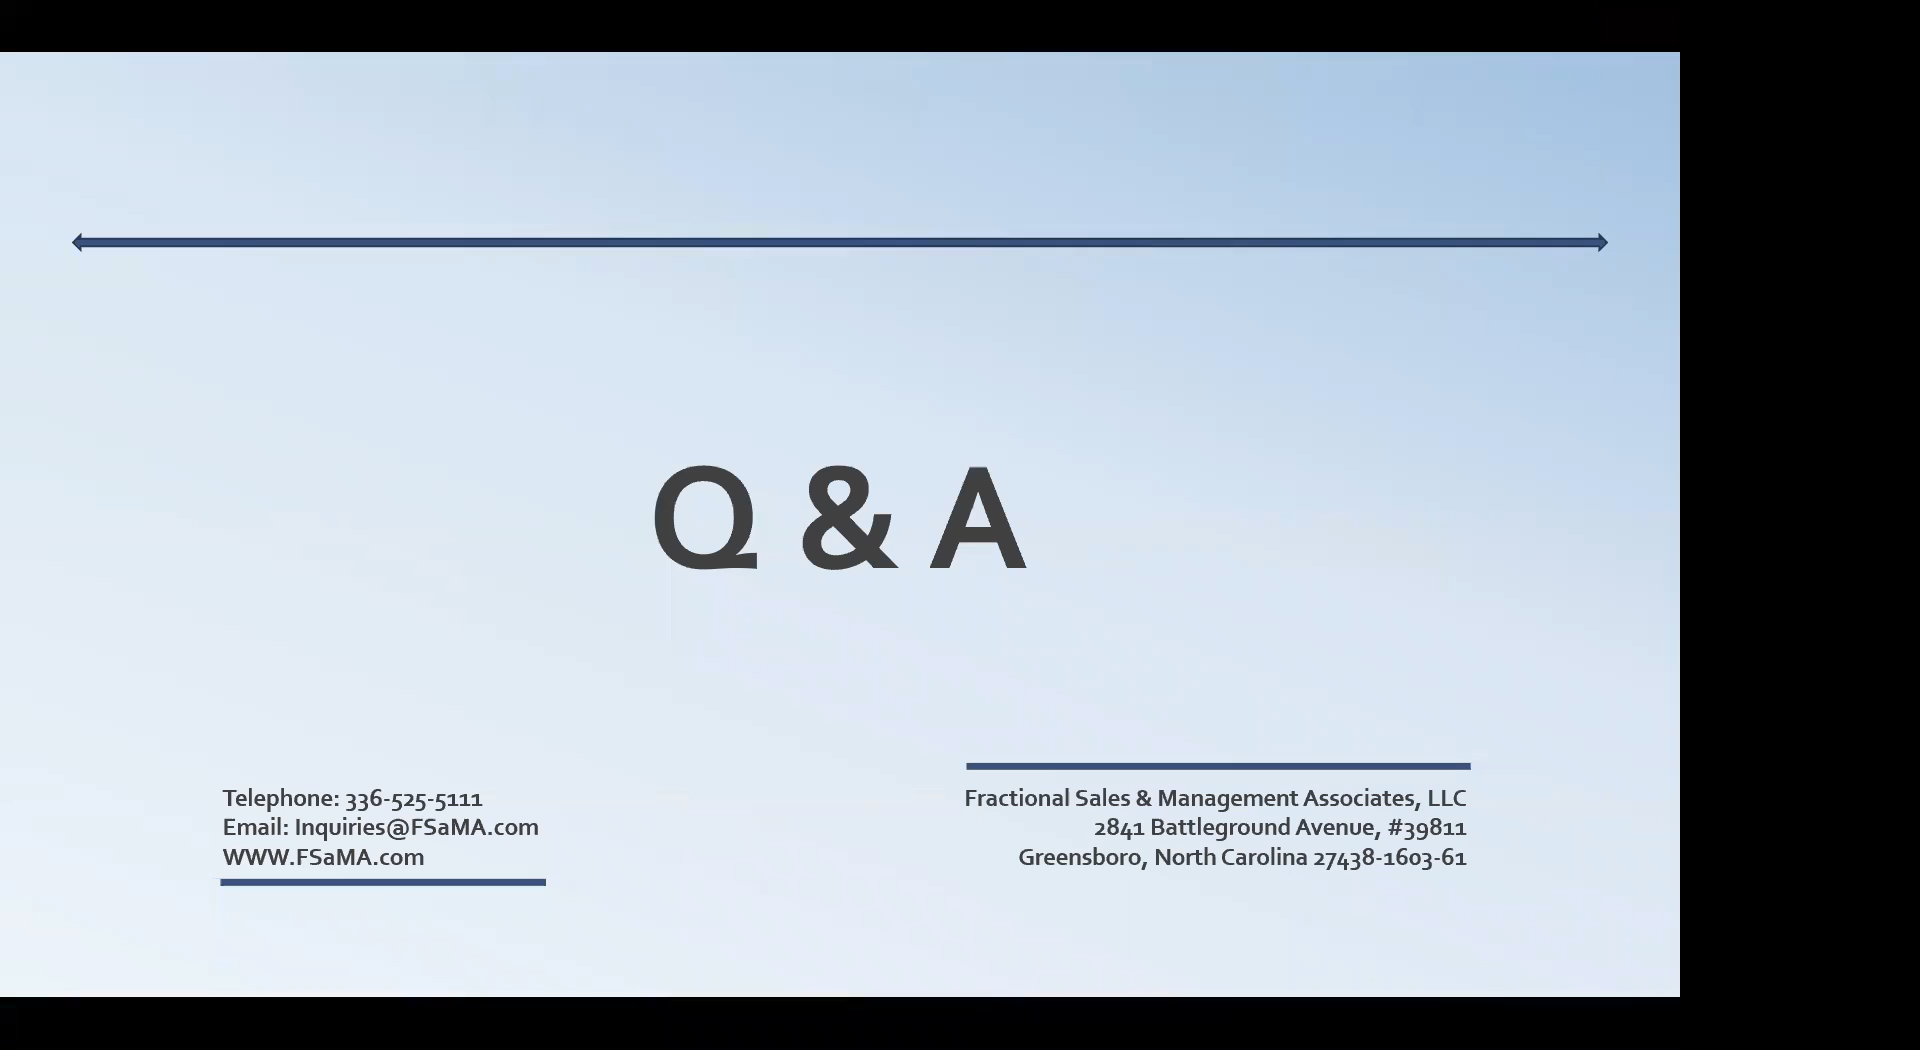 Q & A
Telephone: 336-525-5111
Email: Inquiries@FSaMA.com
WWW.FSaMA.com
Fractional Sales & Management Associates, LLC
2841 Battleground Avenue, #39811
Greensboro, North Carolina 27438-1603-61